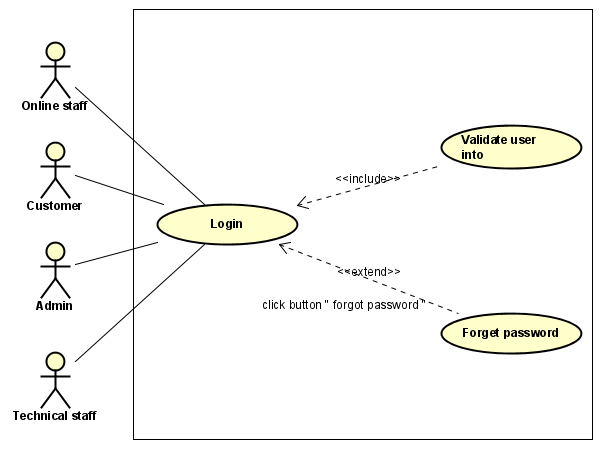 Online staff
Customer
Admin
Technical staff
Login
<<include>>
Validate user
into
<<extend>>
click button " forgot password"
Forget password